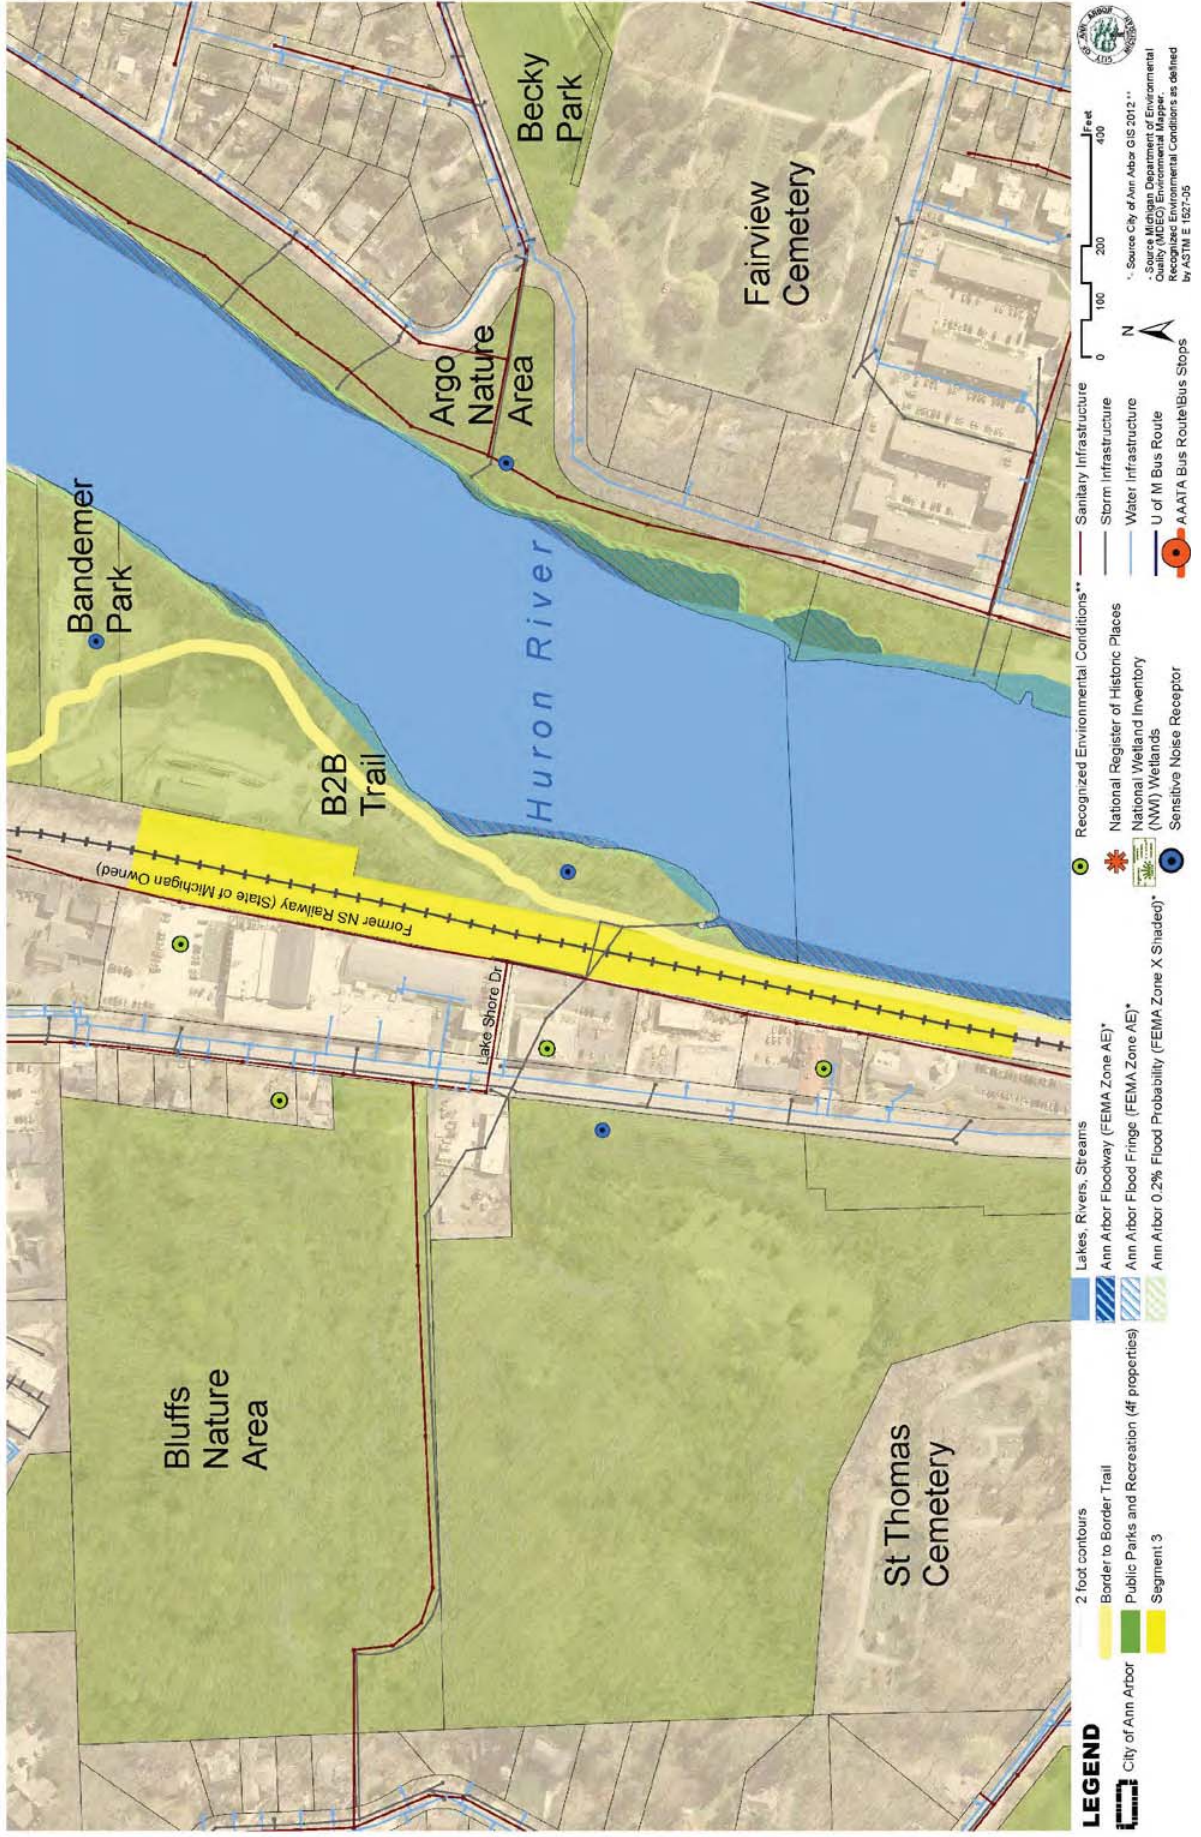 Bandemer
Park
B2B
Trail
Former NS Railway (State of Michigan Owned)
Lake Shore Dr
Huron River
Argo
Nature
Area
Becky
Park
Fairview
Cemetery
Bluffs
Nature
Area
St Thomas
Cemetery
LEGEND
City of Ann Arbor
2 foot contours
Border to Border Trail
Public Parks and Recreation (4f properties)
Segment 3
Lakes, Rivers, Streams
Ann Arbor Floodway (FEMA Zone AE)*
Ann Arbor Flood Fringe (FEMA Zone AE)*
Ann Arbor 0.2% Flood Probability (FEMA Zone X Shaded)*
Recognized Environmental Conditions**
National Register of Historic Places
National Wetland Inventory
(NWI) Wetlands
Sensitive Noise Receptor
Sanitary Infrastructure
Storm Infrastructure
Water Infrastructure
U of M Bus Route
AAATA Bus Route\Bus Stops
0 100 200 400
Feet
N
*- Source City of Ann Arbor GIS 2012 **
- Source Michigan Department of Environmental
Quality (MDEQ) Environmental Mapper.
Recognized Environmental Conditions as defined
by ASTM E 1527-05
CITY OF ANN ARBOR MICHIGAN